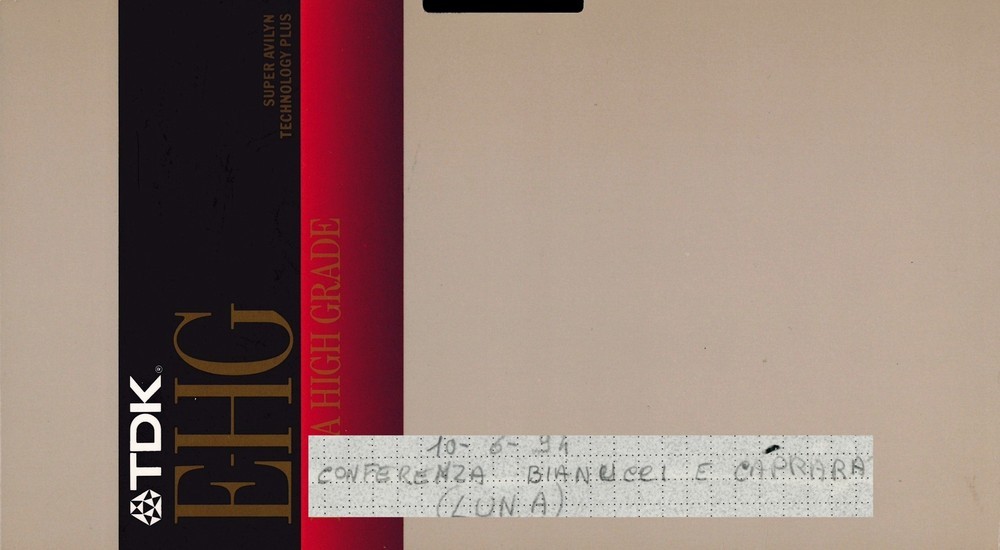 SUPER AVILYN
TECHNOLOGY PLUS
TDK®
EHG
A HIGH GRADE
10-6-94
CONFERENZA BIANUCCI E CAPRARA
(LUNA)